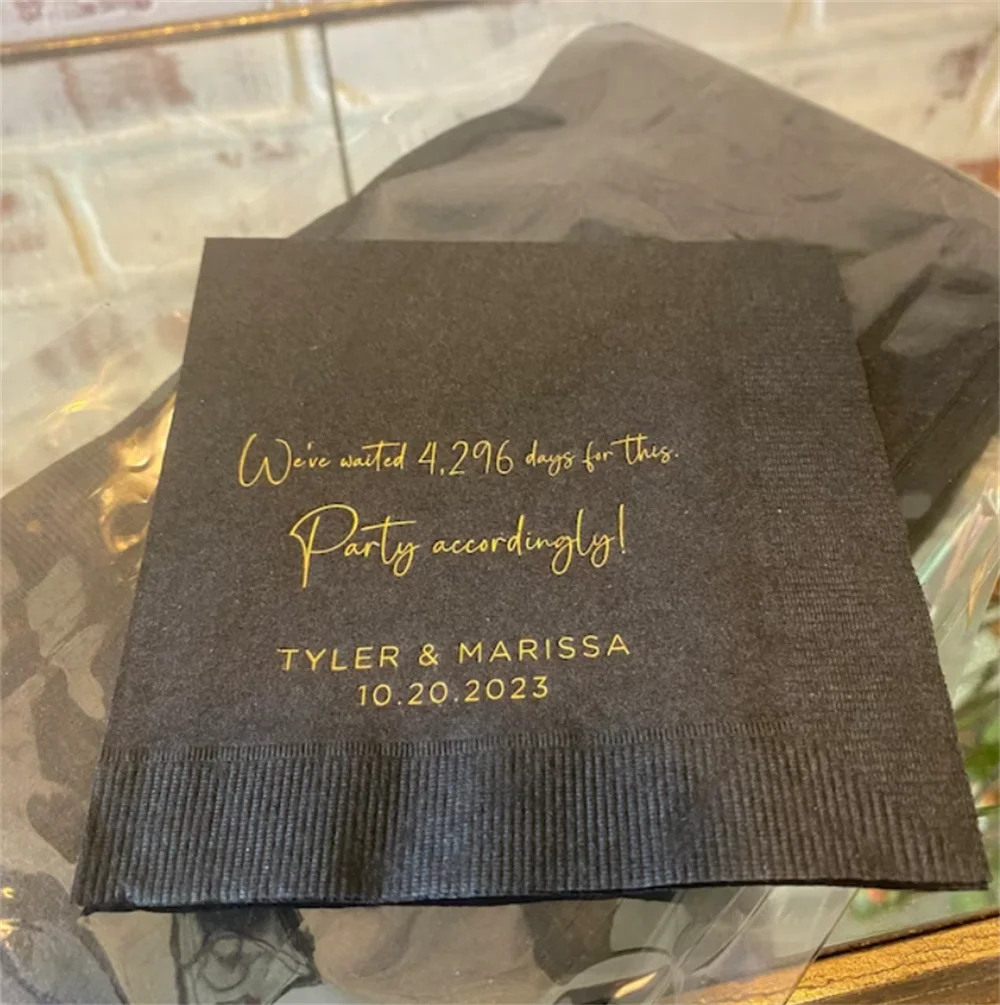 We've waited 4,296 days for this.
Party accordingly!
TYLER & MARISSA
10.20.2023